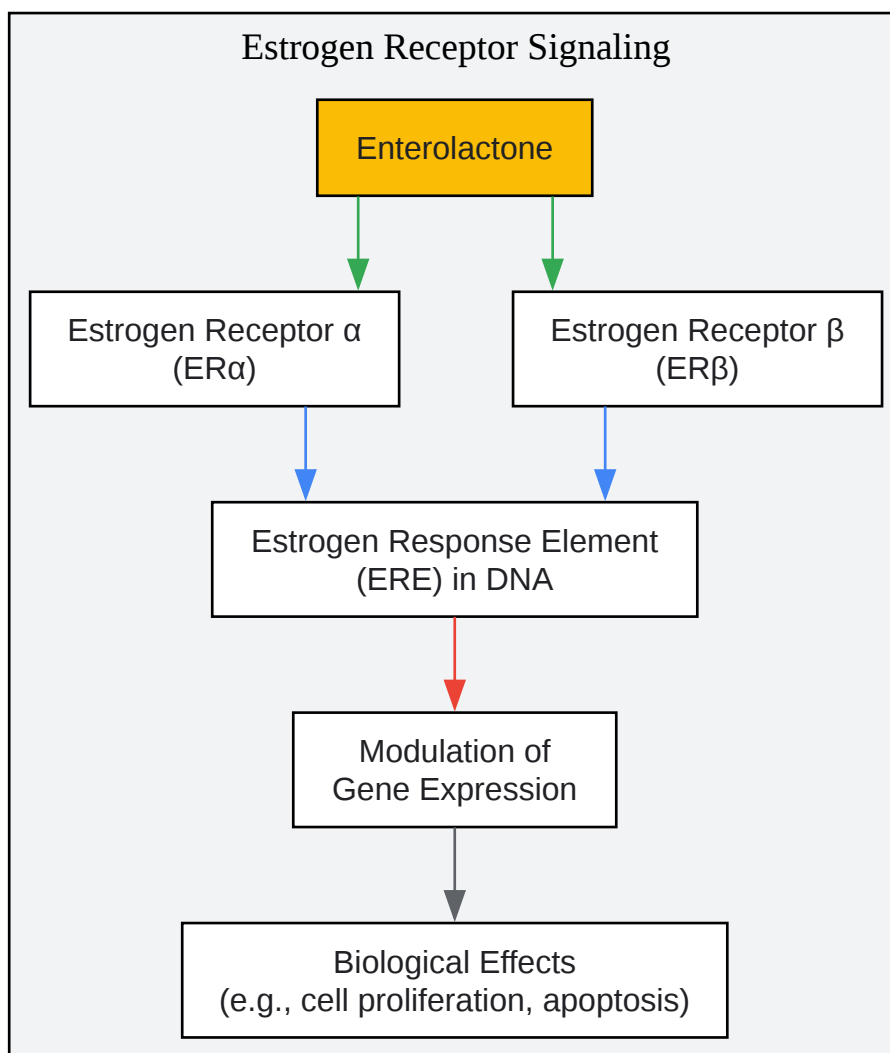 Estrogen Receptor Signaling
Enterolactone
Estrogen Receptor α
(ERα)
Estrogen Receptor β
(ERβ)
Estrogen Response Element
(ERE) in DNA
Modulation of
Gene Expression
Biological Effects
(e.g., cell proliferation, apoptosis)